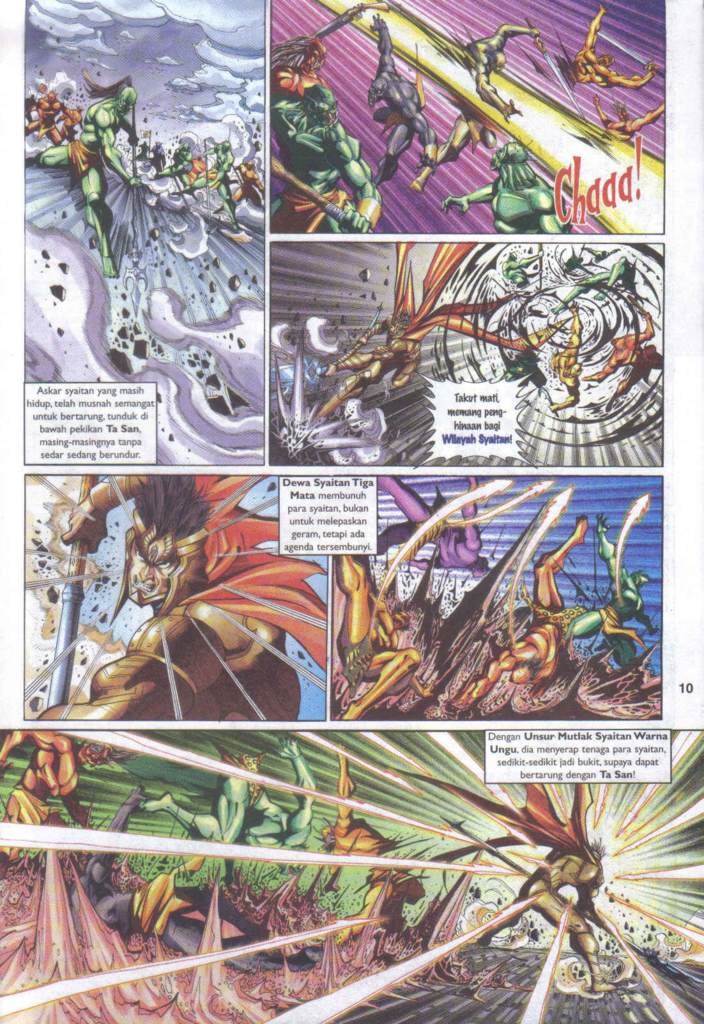 Askar syaitan yang masih
hidup, telah musnah semangat
untuk bertarung, tunduk di
bawah pekikan Ta San,
masing-masingnya tanpa
sedar sedang berundur.
Chaaa!
Takut mati,
memang peng-
hinaan bagi
Wilayah Syaitan!
Dewa Syaitan Tiga
Mata membunuh
para syaitan, bukan
untuk melepaskan
geram, tetapi ada
agenda tersembunyi.
10
Dengan Unsur Mutlak Syaitan Warna
Ungu, dia menyerap tenaga para syaitan,
sedikit-sedikit jadi bukit, supaya dapat
bertarung dengan Ta San!